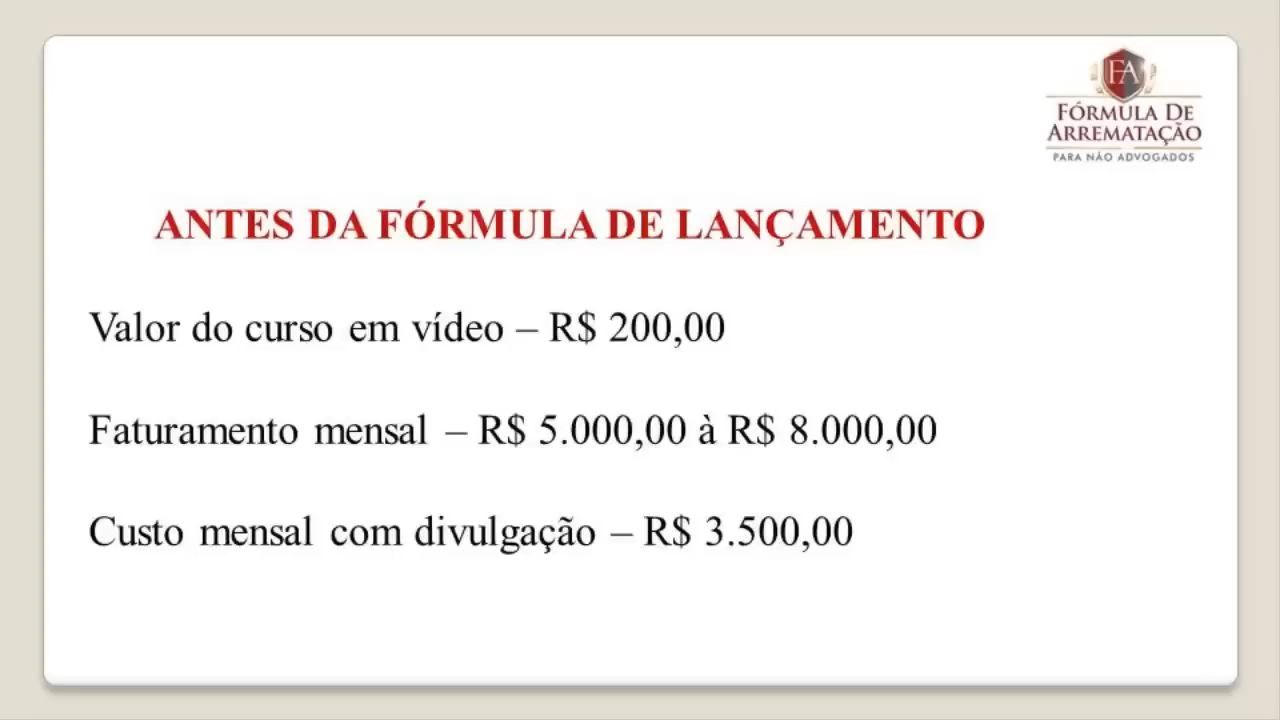 FA
FÓRMULA DE
ARREMATAÇÃO
PARA NÃO ADVOGADOS
ANTES DA FÓRMULA DE LANÇAMENTO
Valor do curso em vídeo – R$ 200,00
Faturamento mensal – R$ 5.000,00 à R$ 8.000,00
Custo mensal com divulgação – R$ 3.500,00